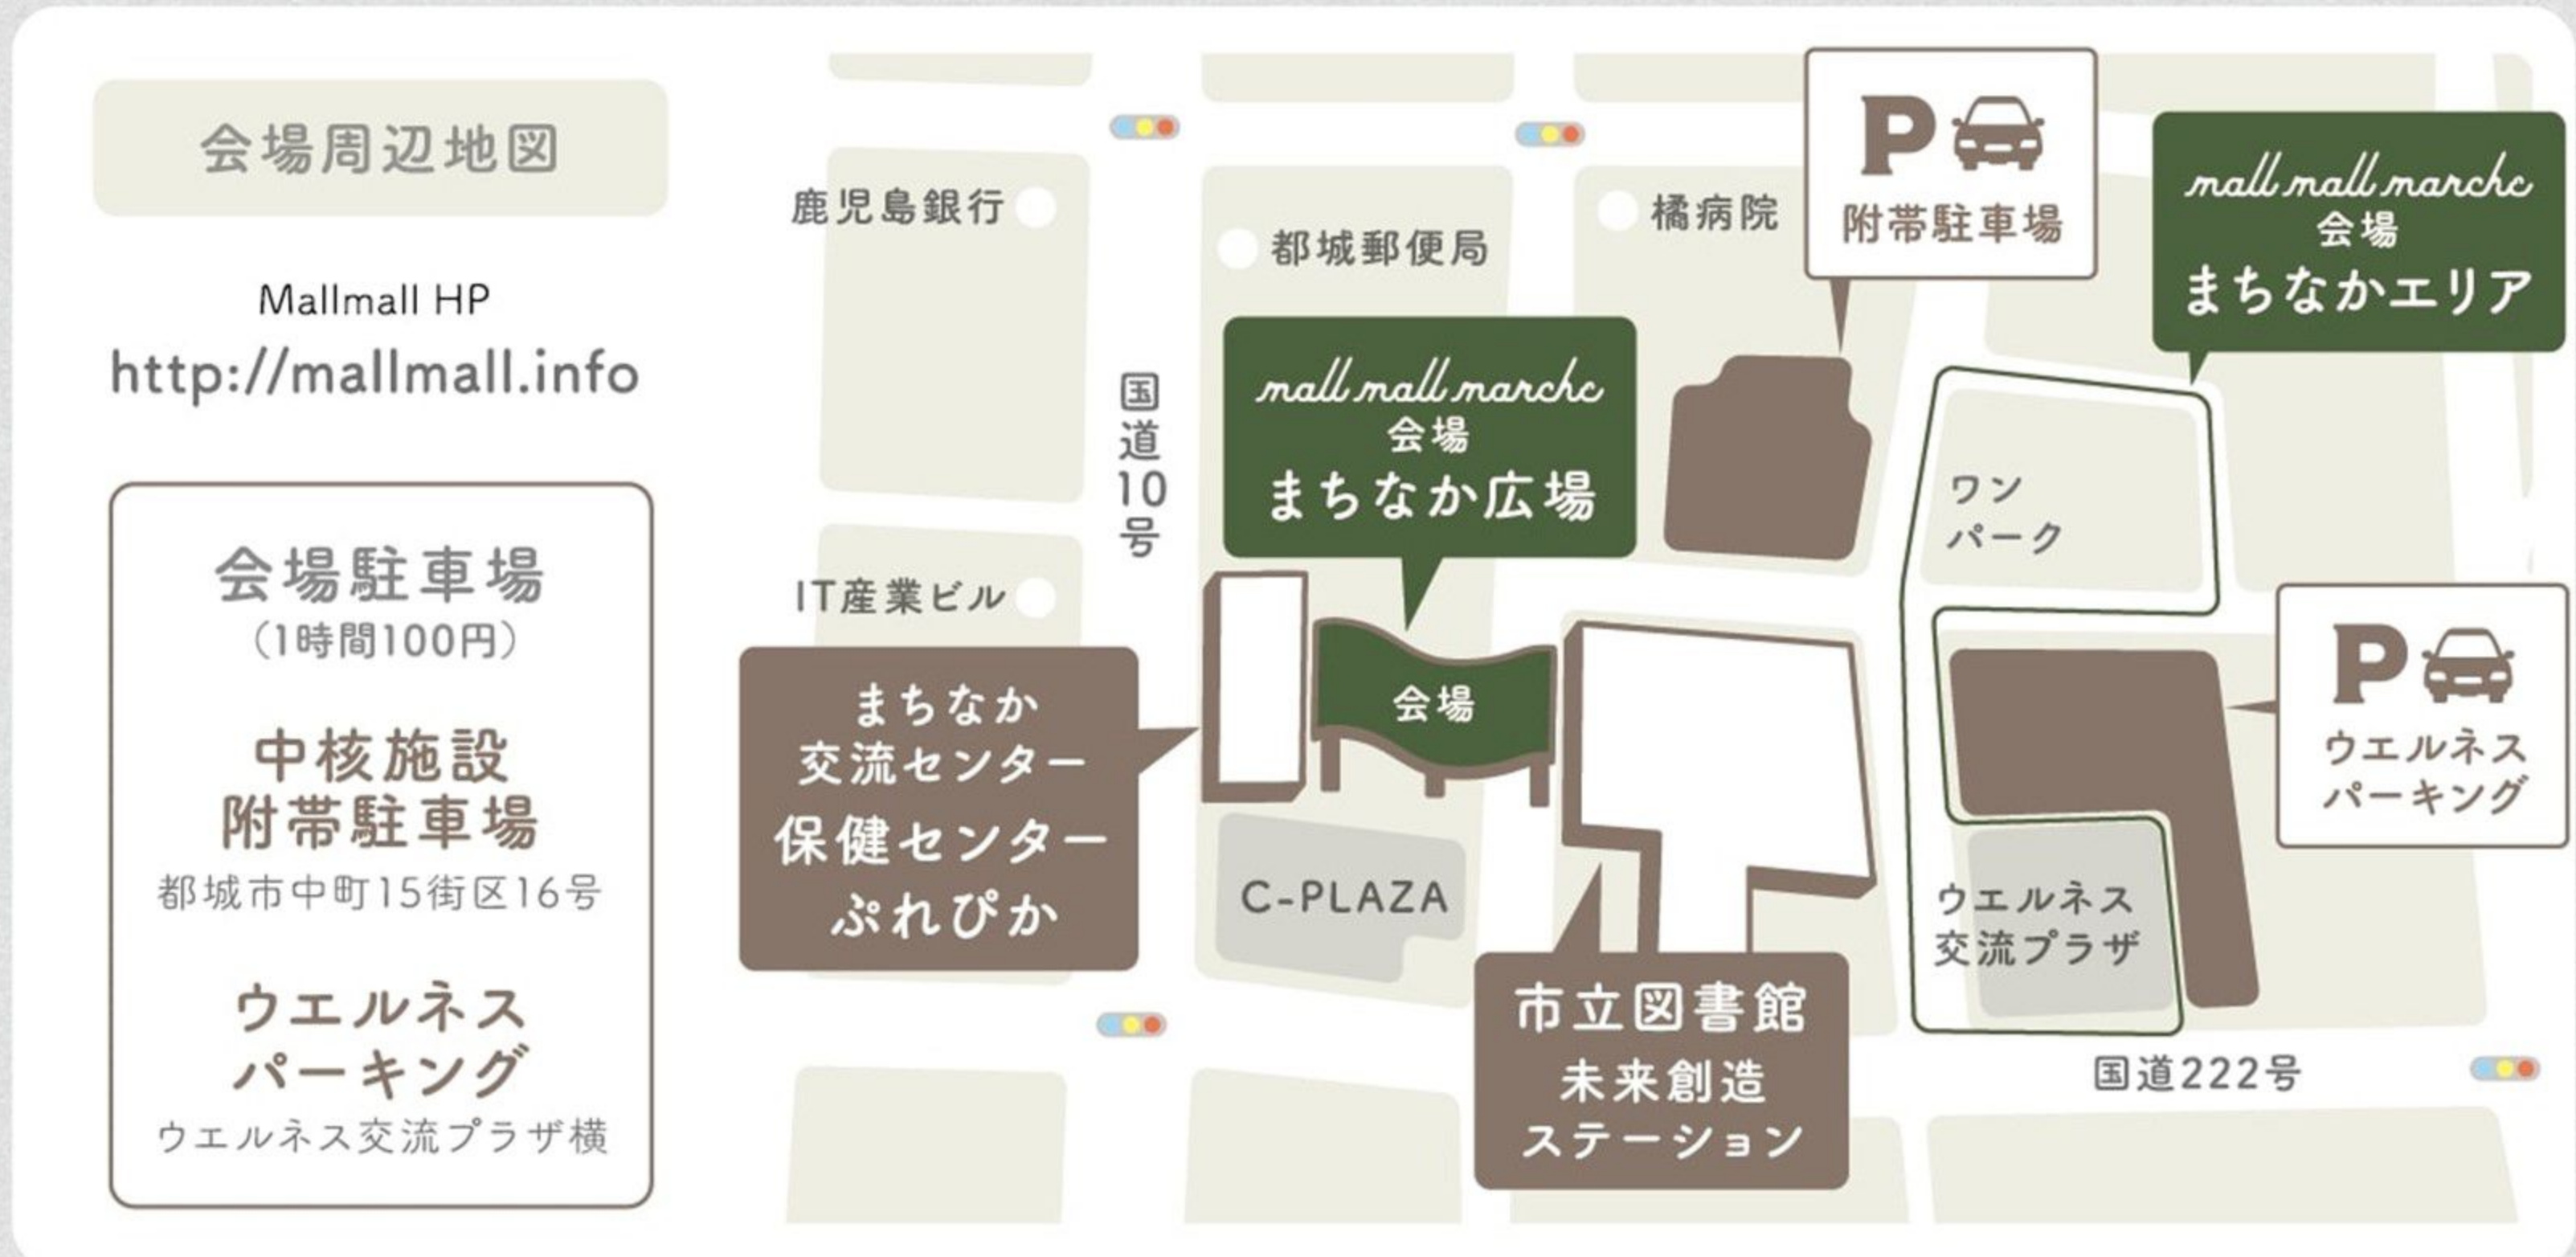 会場周辺地図
Mallmall HP
http://mallmall.info
会場駐車場
（1時間100円）
中核施設
附帯駐車場
都城市中町15街区16号
ウエルネス
パーキング
ウエルネス交流プラザ横
鹿児島銀行
都城郵便局
橘病院
P
附帯駐車場
mall mall marche
会場
まちなかエリア
国道10号
mall mall marche
会場
まちなか広場
ワン
パーク
IT産業ビル
まちなか
交流センター
保健センター
ぷれぴか
会場
P
ウエルネス
パーキング
C-PLAZA
ウエルネス
交流プラザ
市立図書館
未来創造
ステーション
国道222号